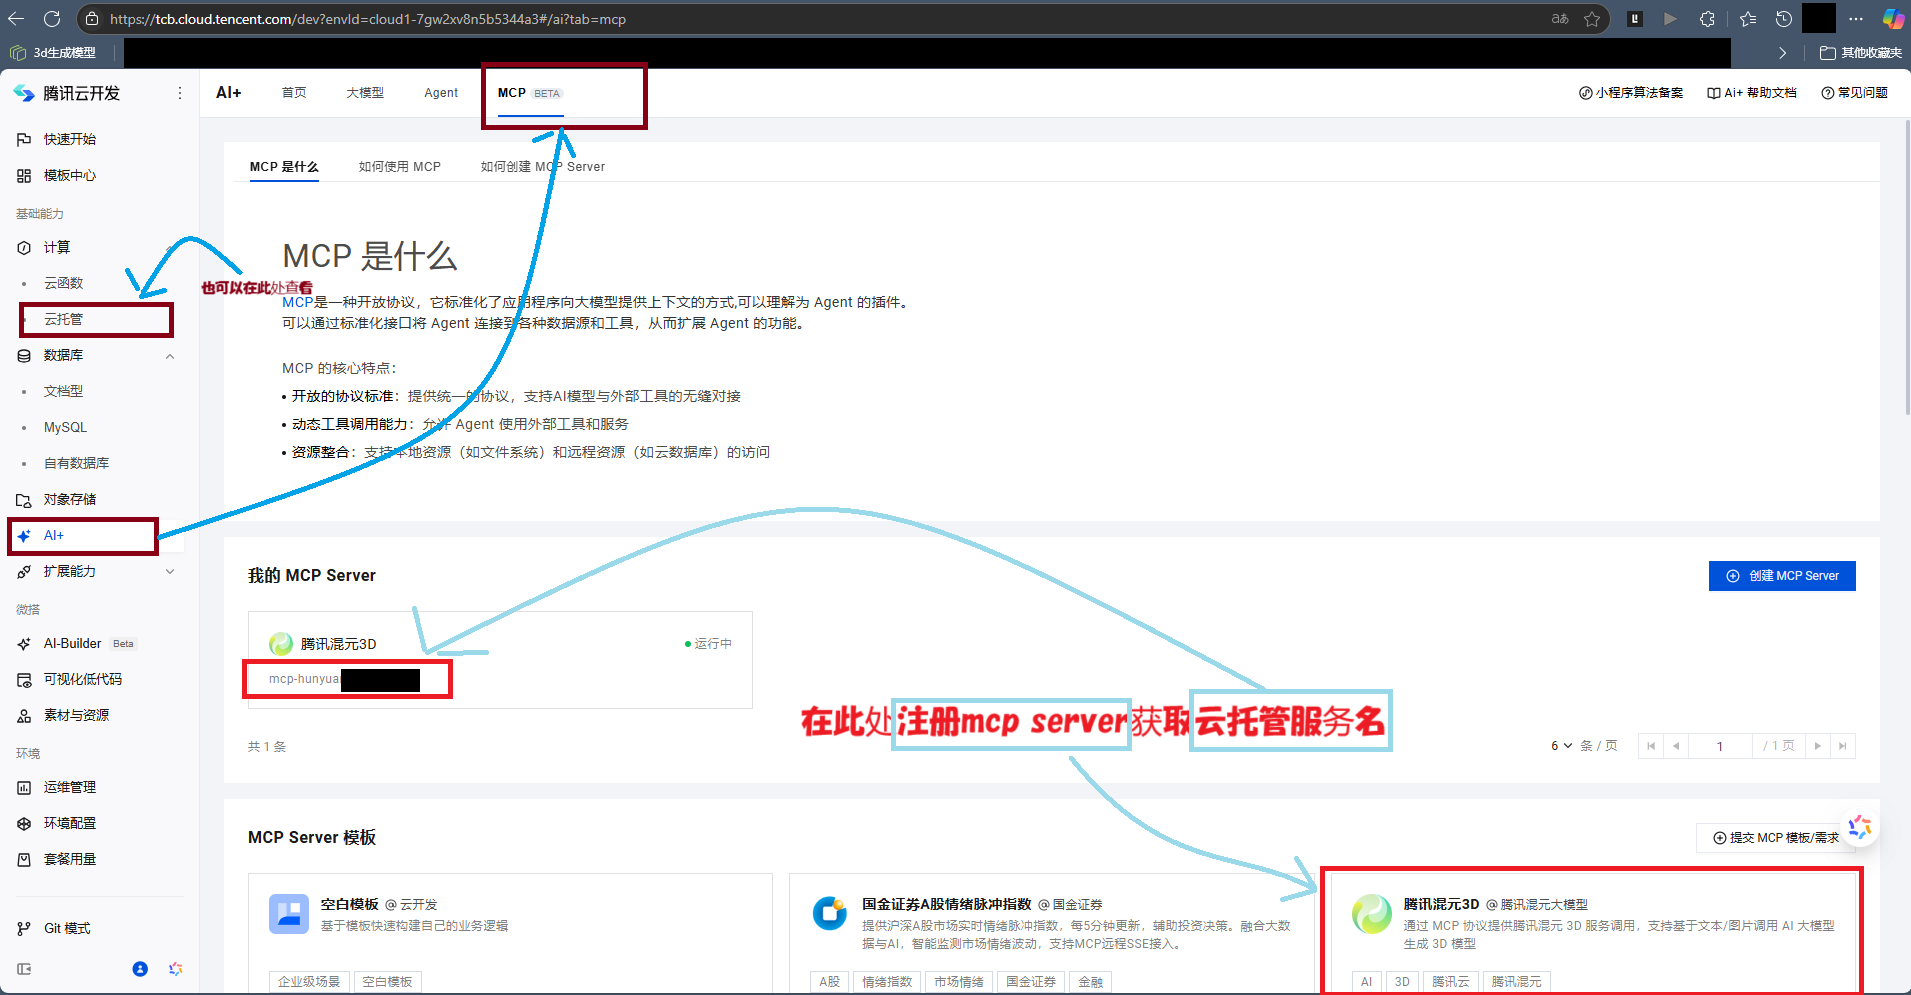 https://tcb.cloud.tencent.com/dev?envId=cloud1-7gw2xv8n5b5344a3#/ai?tab=mcp
3d生成模型
其他收藏夹
腾讯云开发
AI+
首页
大模型
Agent
MCP BETA
小程序算法备案
Ai+ 帮助文档
常见问题
快速开始
模板中心
基础能力
计算
云函数
云托管
数据库
文档型
MySQL
自有数据库
对象存储
AI+
扩展能力
微搭
AI-Builder Beta
可视化低代码
素材与资源
环境
运维管理
环境配置
套餐用量
Git 模式
MCP 是什么
如何使用 MCP
如何创建 MCP Server
MCP 是什么
也可以在此处查看
MCP是一种开放协议，它标准化了应用程序向大模型提供上下文的方式,可以理解为 Agent 的插件。
可以通过标准化接口将 Agent 连接到各种数据源和工具，从而扩展 Agent 的功能。
MCP 的核心特点：
• 开放的协议标准：提供统一的协议，支持AI模型与外部工具的无缝对接
• 动态工具调用能力：允许 Agent 使用外部工具和服务
• 资源整合：支持本地资源（如文件系统）和远程资源（如云数据库）的访问
我的 MCP Server
创建 MCP Server
腾讯混元3D
运行中
mcp-hunyuan
在此处注册mcp server获取云托管服务名
共 1 条
6 条 / 页
1
/ 1 页
MCP Server 模板
提交 MCP 模板/需求
空白模板 @ 云开发
基于模板快速构建自己的业务逻辑
企业级场景
空白模板
国金证券A股情绪脉冲指数 @ 国金证券
提供沪深A股市场实时情绪脉冲指数，每5分钟更新，辅助投资决策。融合大数
据与AI，智能监测市场情绪波动，支持MCP远程SSE接入。
A股
情绪指数
市场情绪
国金证券
金融
腾讯混元3D @ 腾讯混元大模型
通过 MCP 协议提供腾讯混元 3D 服务调用，支持基于文本/图片调用 AI 大模型
生成 3D 模型
AI
3D
腾讯云
腾讯混元